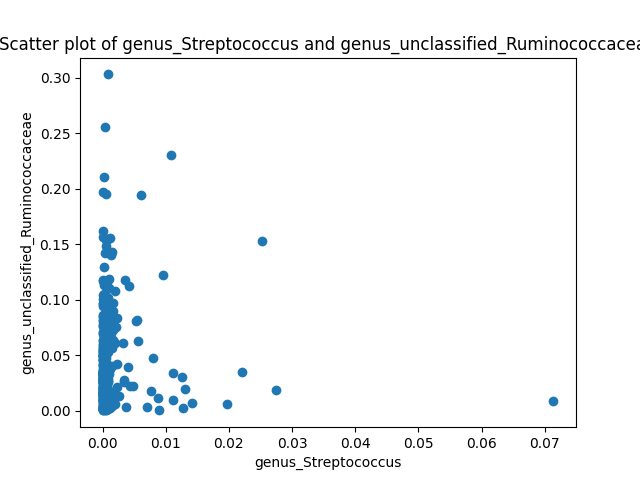 Scatter plot of genus_Streptococcus and genus_unclassified_Ruminococcacea
0.30
0.25
0.20
0.15
0.10
0.05
0.00
genus_unclassified_Ruminococcaceae
0.00 0.01 0.02 0.03 0.04 0.05 0.06 0.07
genus_Streptococcus